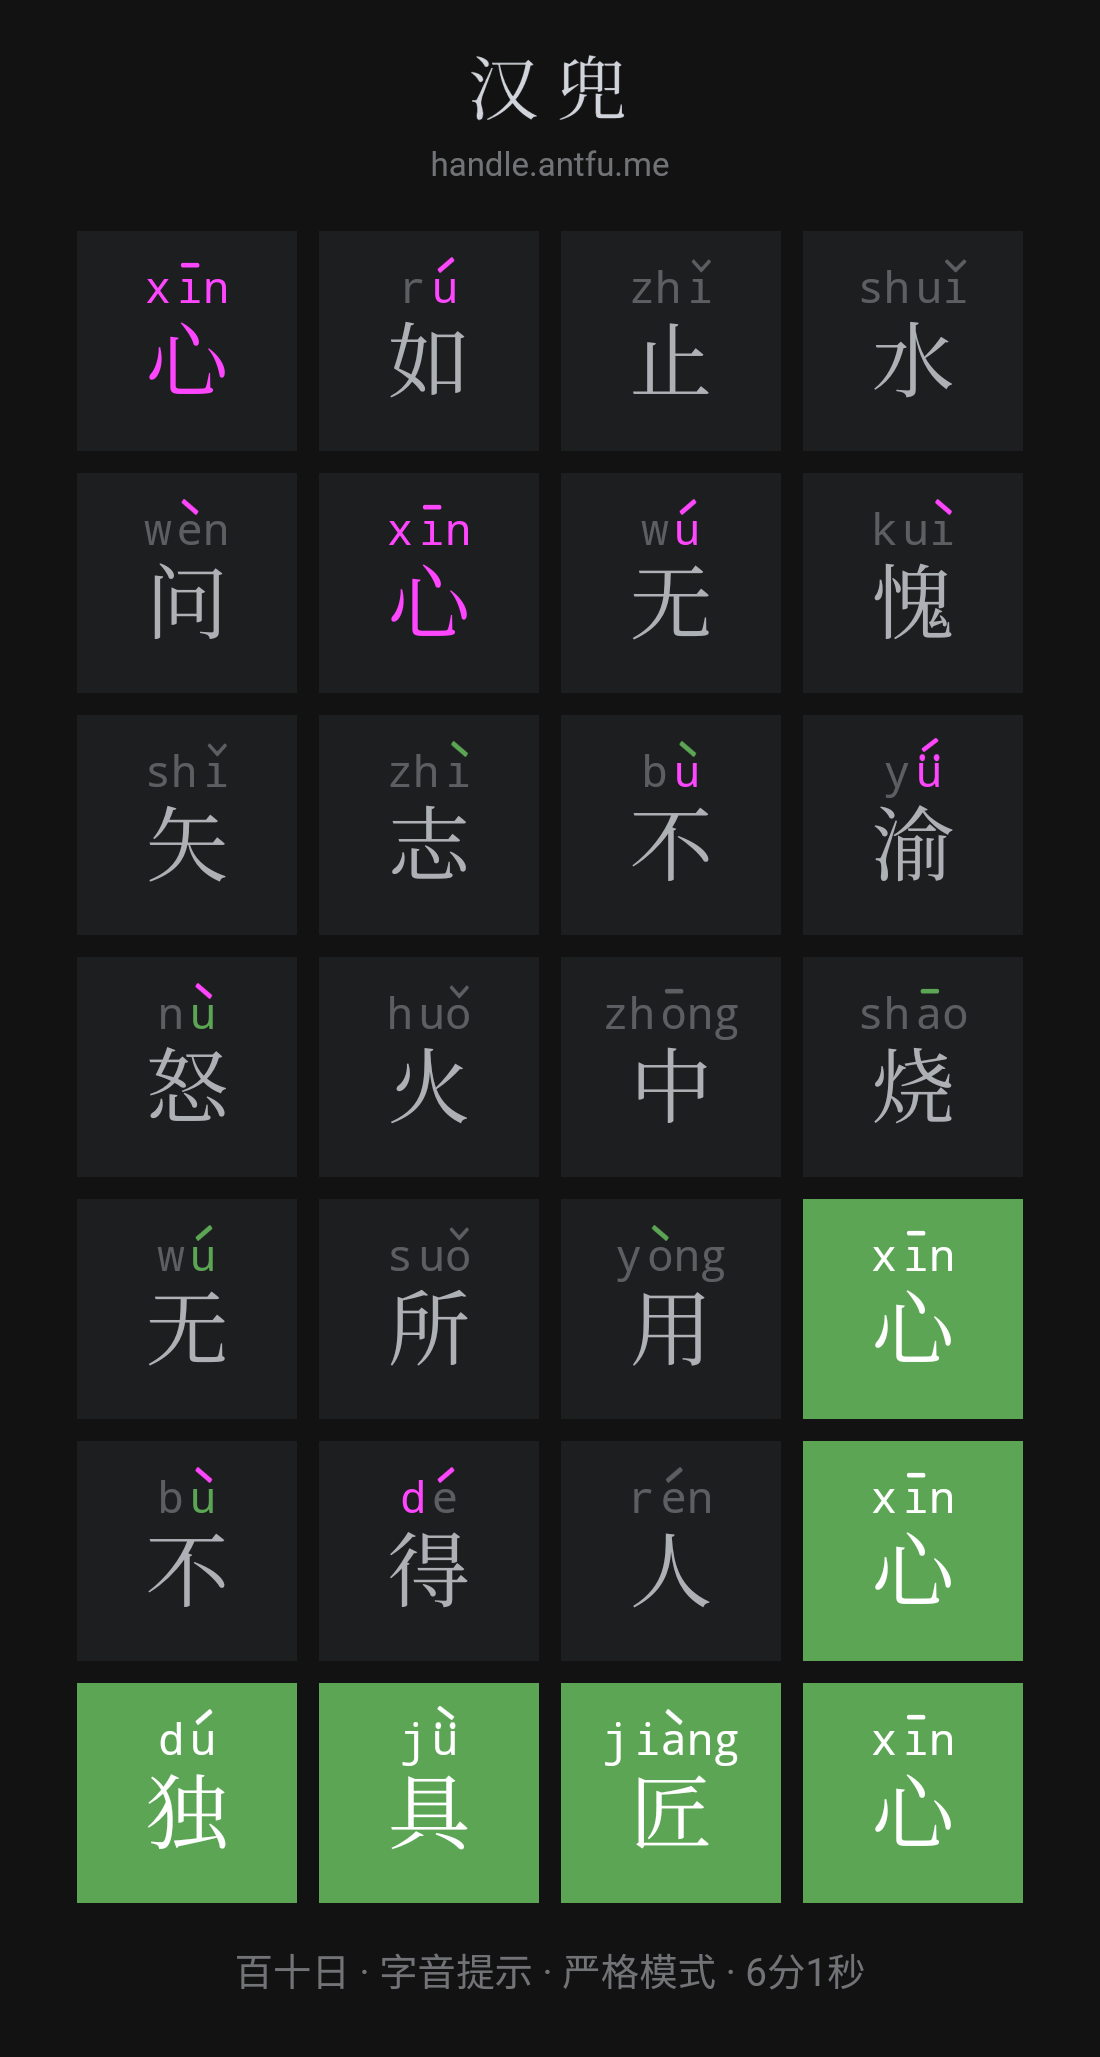 汉兜
handle.antfu.me
xīn rú zhǐ shuǐ
心 如 止 水
wèn xīn wú kuì
问 心 无 愧
shǐ zhì bù yǘ
矢 志 不 渝
nù huǒ zhōng shāo
怒 火 中 烧
wú suǒ yòng xīn
无 所 用 心
bù dé rén xīn
不 得 人 心
dú jǜ jiàng xīn
独 具 匠 心
百十日 · 字音提示 · 严格模式 · 6分1秒